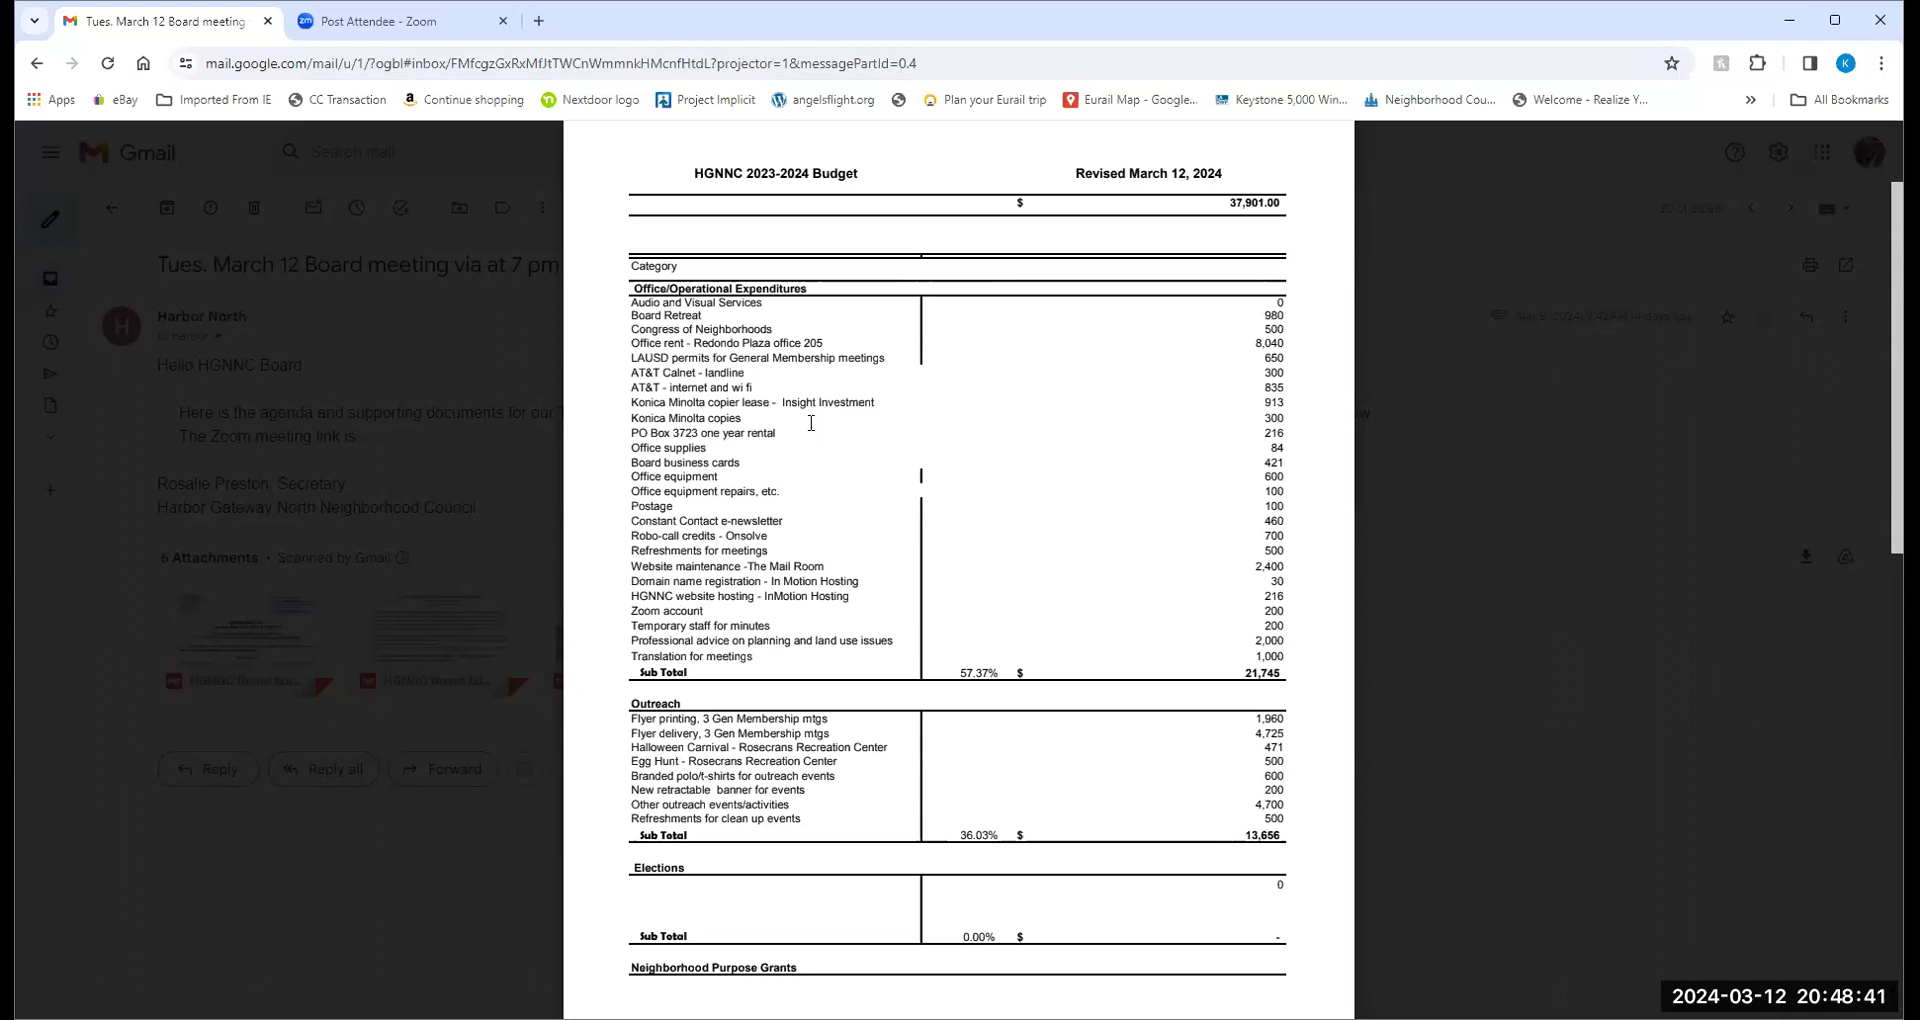 Tues. March 12 Board meeting
Post Attendee - Zoom
mail.google.com/mail/u/1/?ogbl#inbox/FMfcgzGxRxMfJtTWCnWmmnkHMcnfHtdL?projector=1&messagePartId=0.4
K
Apps eBay Imported From IE CC Transaction Continue shopping Nextdoor logo Project Implicit angelsflight.org Plan your Eurail trip Eurail Map - Google... Keystone 5,000 Win... Neighborhood Cou... Welcome - Realize Y... » All Bookmarks
Gmail Search mail
Tues. March 12 Board meeting via at 7 pm
H
Harbor North
to Harbor
Hello HGNNC Board
Here is the agenda and supporting documents for our
The Zoom meeting link is
Rosalie Preston, Secretary
Harbor Gateway North Neighborhood Council
6 Attachments • Scanned by Gmail
Reply Reply all Forward
HGNNC 2023-2024 Budget Revised March 12, 2024
$ 37,901.00
Category
Office/Operational Expenditures
Audio and Visual Services 0
Board Retreat 980
Congress of Neighborhoods 500
Office rent - Redondo Plaza office 205 8,040
LAUSD permits for General Membership meetings 650
AT&T Calnet - landline 300
AT&T - internet and wi fi 835
Konica Minolta copier lease - Insight Investment 913
Konica Minolta copies 300
PO Box 3723 one year rental 216
Office supplies 84
Board business cards 421
Office equipment 600
Office equipment repairs, etc. 100
Postage 100
Constant Contact e-newsletter 460
Robo-call credits - Onsolve 700
Refreshments for meetings 500
Website maintenance -The Mail Room 2,400
Domain name registration - In Motion Hosting 30
HGNNC website hosting - InMotion Hosting 216
Zoom account 200
Temporary staff for minutes 200
Professional advice on planning and land use issues 2,000
Translation for meetings 1,000
Sub Total 57.37% $ 21,745
Outreach
Flyer printing, 3 Gen Membership mtgs 1,960
Flyer delivery, 3 Gen Membership mtgs 4,725
Halloween Carnival - Rosecrans Recreation Center 471
Egg Hunt - Rosecrans Recreation Center 500
Branded polo/t-shirts for outreach events 600
New retractable banner for events 200
Other outreach events/activities 4,700
Refreshments for clean up events 500
Sub Total 36.03% $ 13,656
Elections
0
Sub Total 0.00% $ -
Neighborhood Purpose Grants
2024-03-12 20:48:41